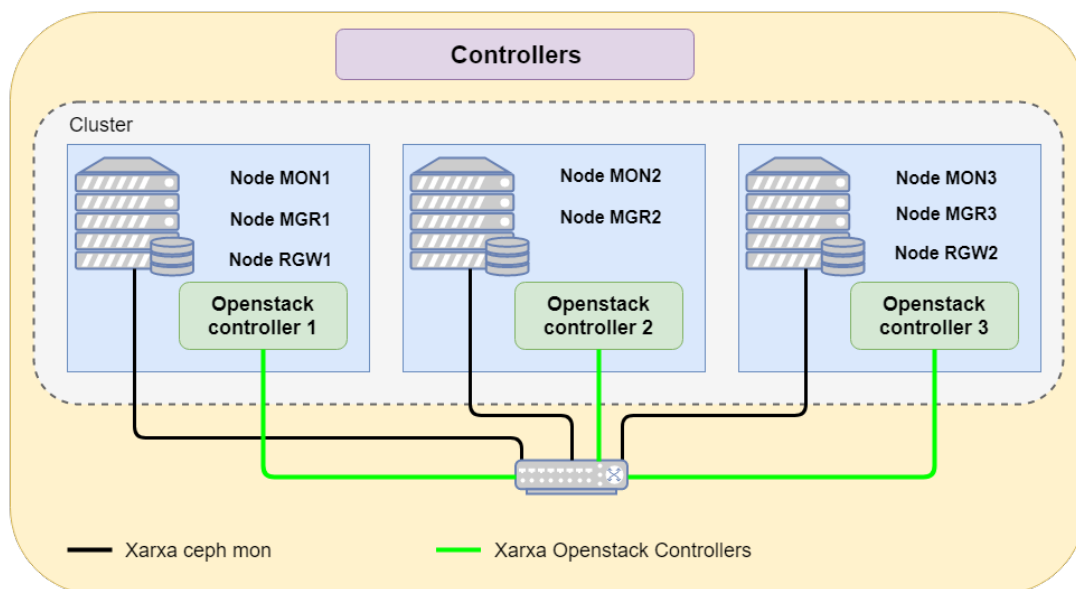 Controllers
Cluster
Node MON1
Node MGR1
Node RGW1
Openstack
controller 1
Node MON2
Node MGR2
Openstack
controller 2
Node MON3
Node MGR3
Node RGW2
Openstack
controller 3
Xarxa ceph mon
Xarxa Openstack Controllers